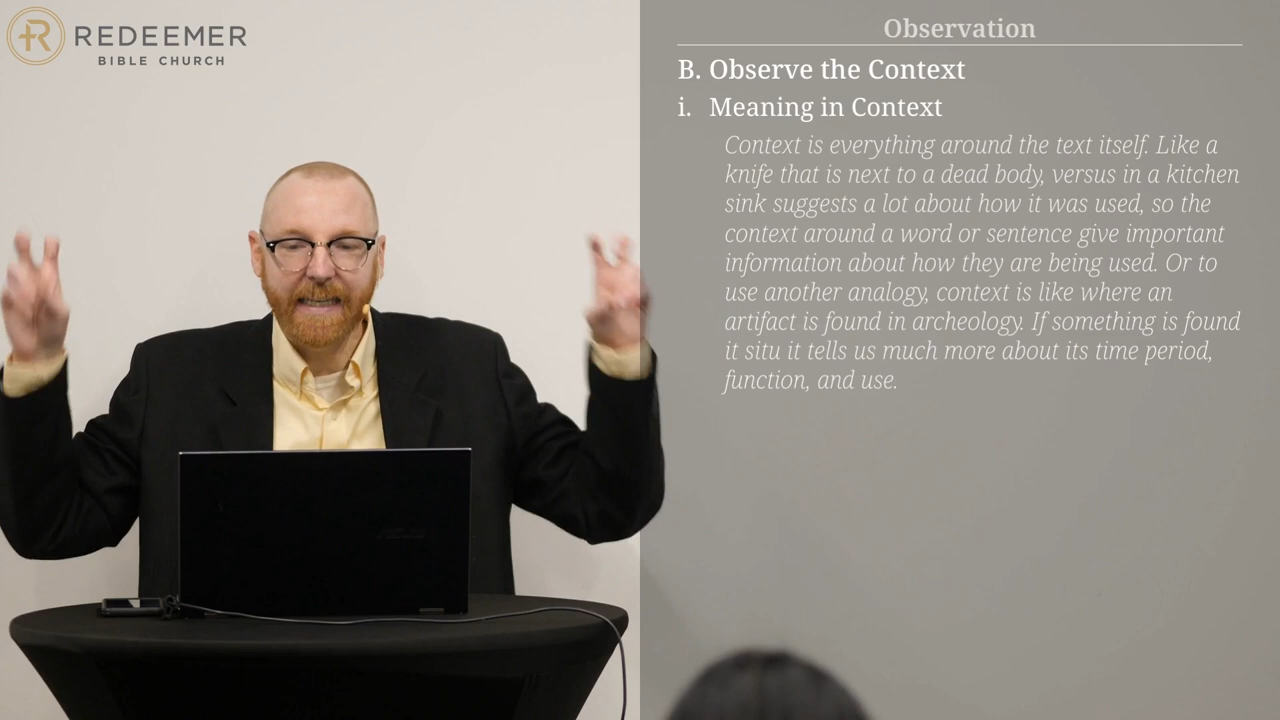 REDEEMER
BIBLE CHURCH
Observation
B. Observe the Context
i. Meaning in Context
Context is everything around the text itself. Like a
knife that is next to a dead body, versus in a kitchen
sink suggests a lot about how it was used, so the
context around a word or sentence give important
information about how they are being used. Or to
use another analogy, context is like where an
artifact is found in archeology. If something is found
it situ it tells us much more about its time period,
function, and use.